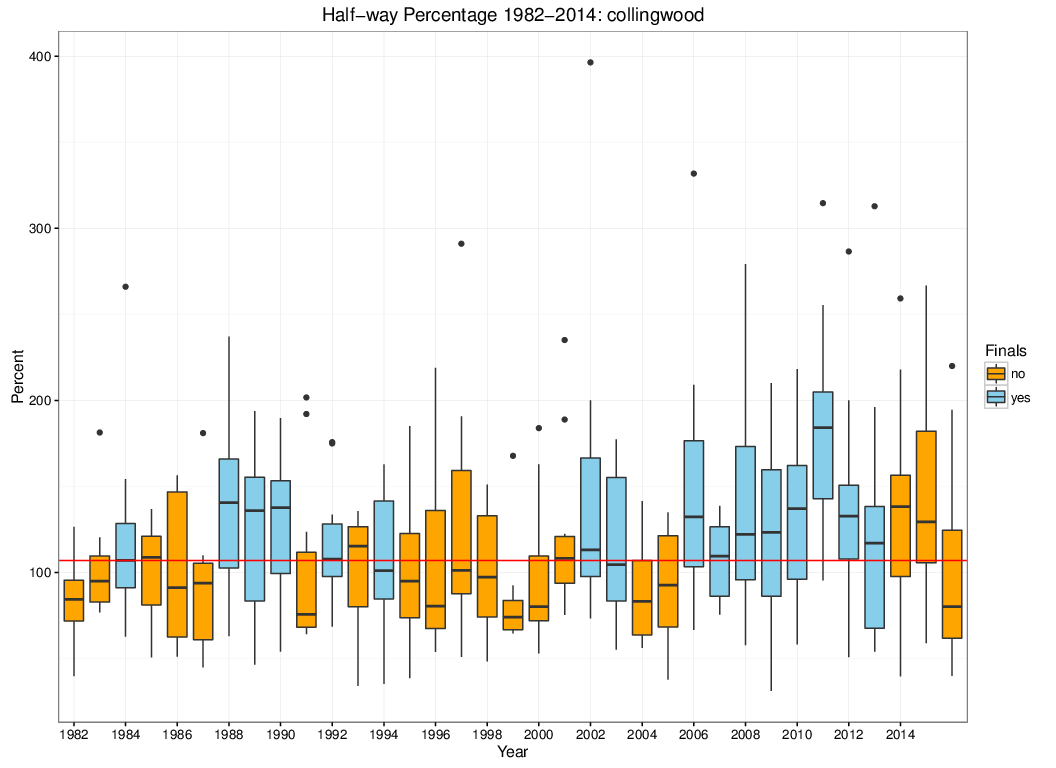 Half−way Percentage 1982−2014: collingwood
400
300
200
100
Percent
1982 1984 1986 1988 1990 1992 1994 1996 1998 2000 2002 2004 2006 2008 2010 2012 2014
Year
Finals
no
yes